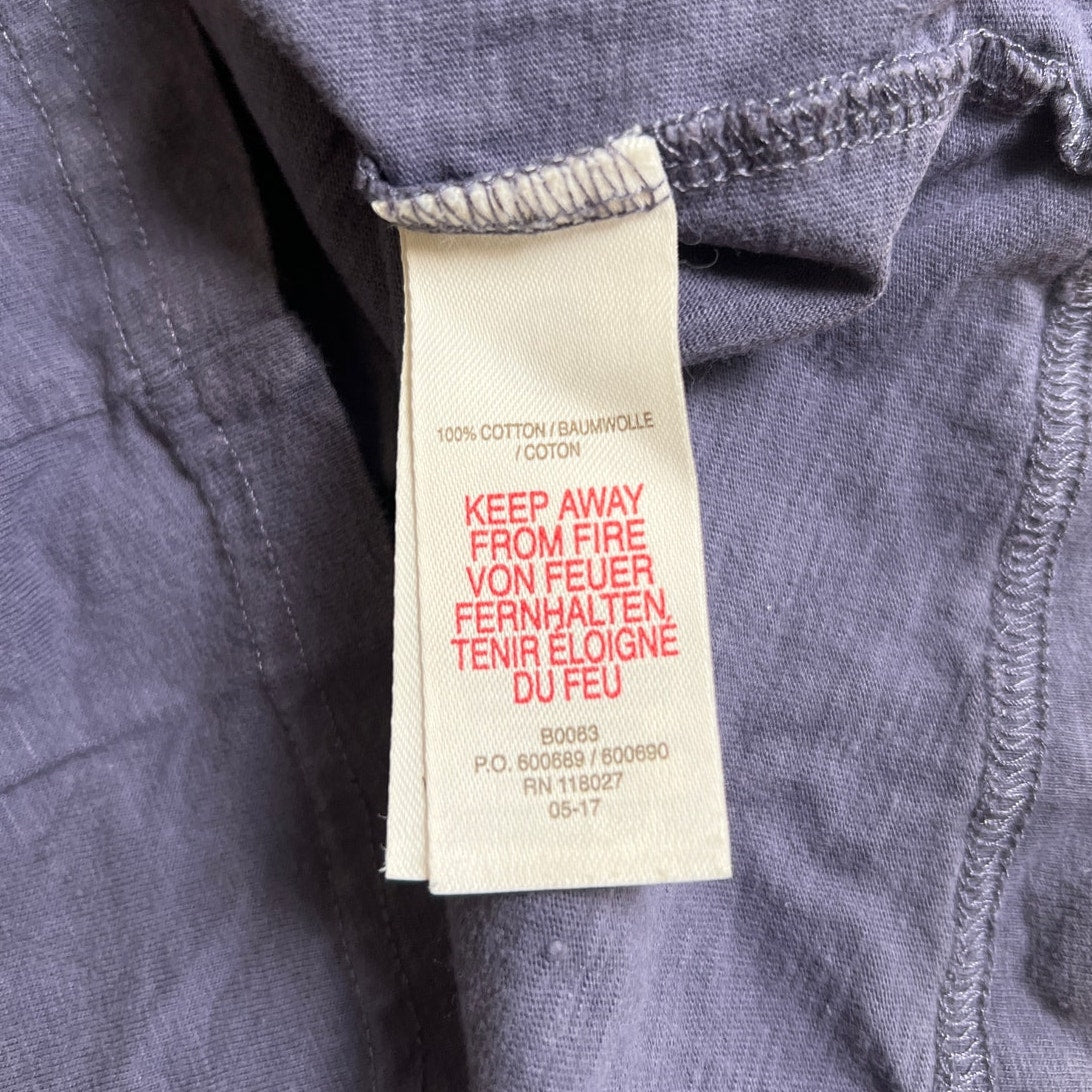 100% COTTON / BAUMWOLLE
/ COTON
KEEP AWAY
FROM FIRE
VON FEUER
FERNHALTEN,
TENIR ÉLOIGNÉ
DU FEU
B0063
P.O. 600689 / 600690
RN 118027
05-17